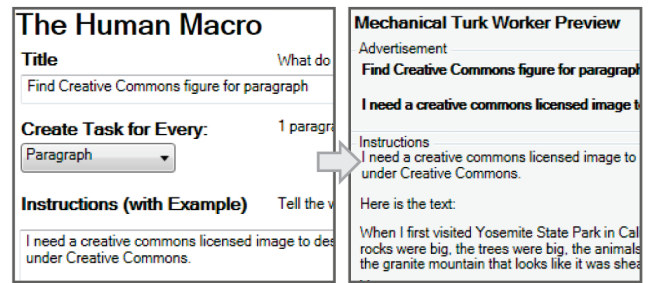 The Human Macro
Title
What do
Find Creative Commons figure for paragraph
Create Task for Every:
1 paragra
Paragraph
Instructions (with Example)
Tell the w
I need a creative commons licensed image to des
under Creative Commons.
Mechanical Turk Worker Preview
Advertisement
Find Creative Commons figure for paragraph
I need a creative commons licensed image t
Instructions
I need a creative commons licensed image to
under Creative Commons.
Here is the text:
When I first visited Yosemite State Park in Cal
rocks were big, the trees were big, the animals
the granite mountain that looks like it was shea